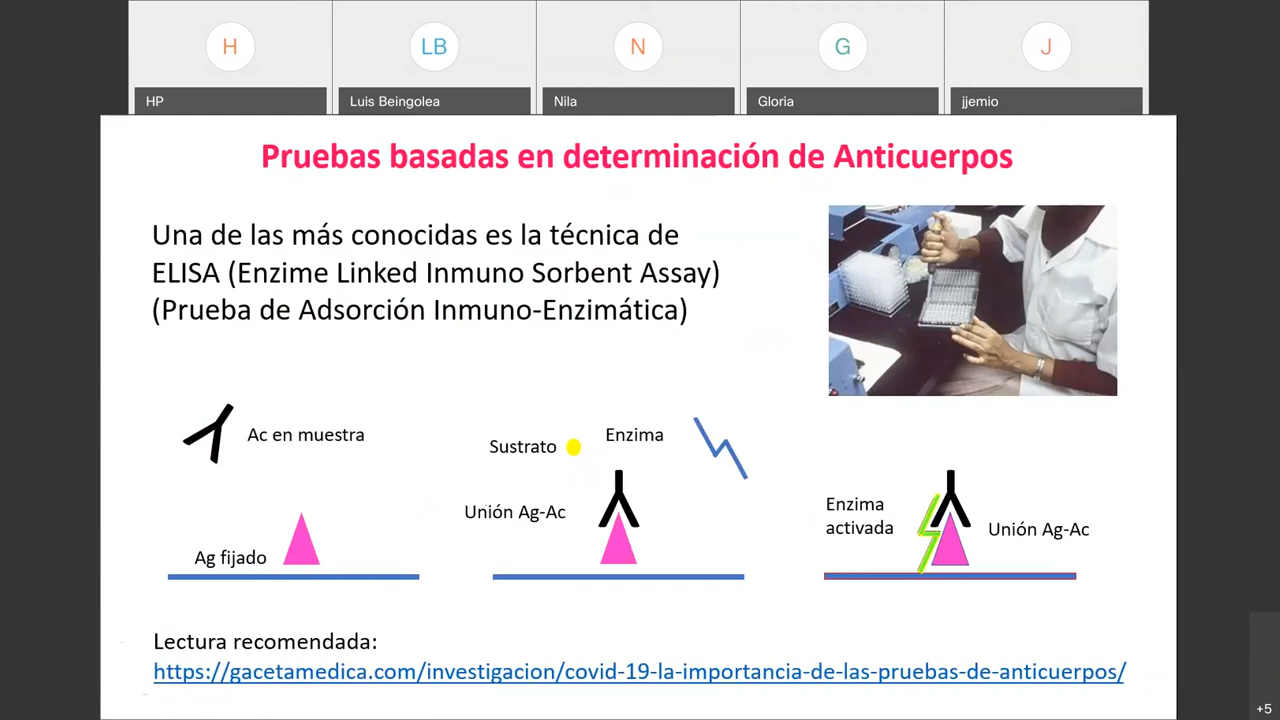 H
LB
N
G
J
HP
Luis Beingolea
Nila
Gloria
jjemio
Pruebas basadas en determinación de Anticuerpos
Una de las más conocidas es la técnica de
ELISA (Enzime Linked Inmuno Sorbent Assay)
(Prueba de Adsorción Inmuno-Enzimática)
Ac en muestra
Ag fijado
Sustrato
Enzima
Unión Ag-Ac
Enzima
activada
Unión Ag-Ac
Lectura recomendada:
https://gacetamedica.com/investigacion/covid-19-la-importancia-de-las-pruebas-de-anticuerpos/
+5